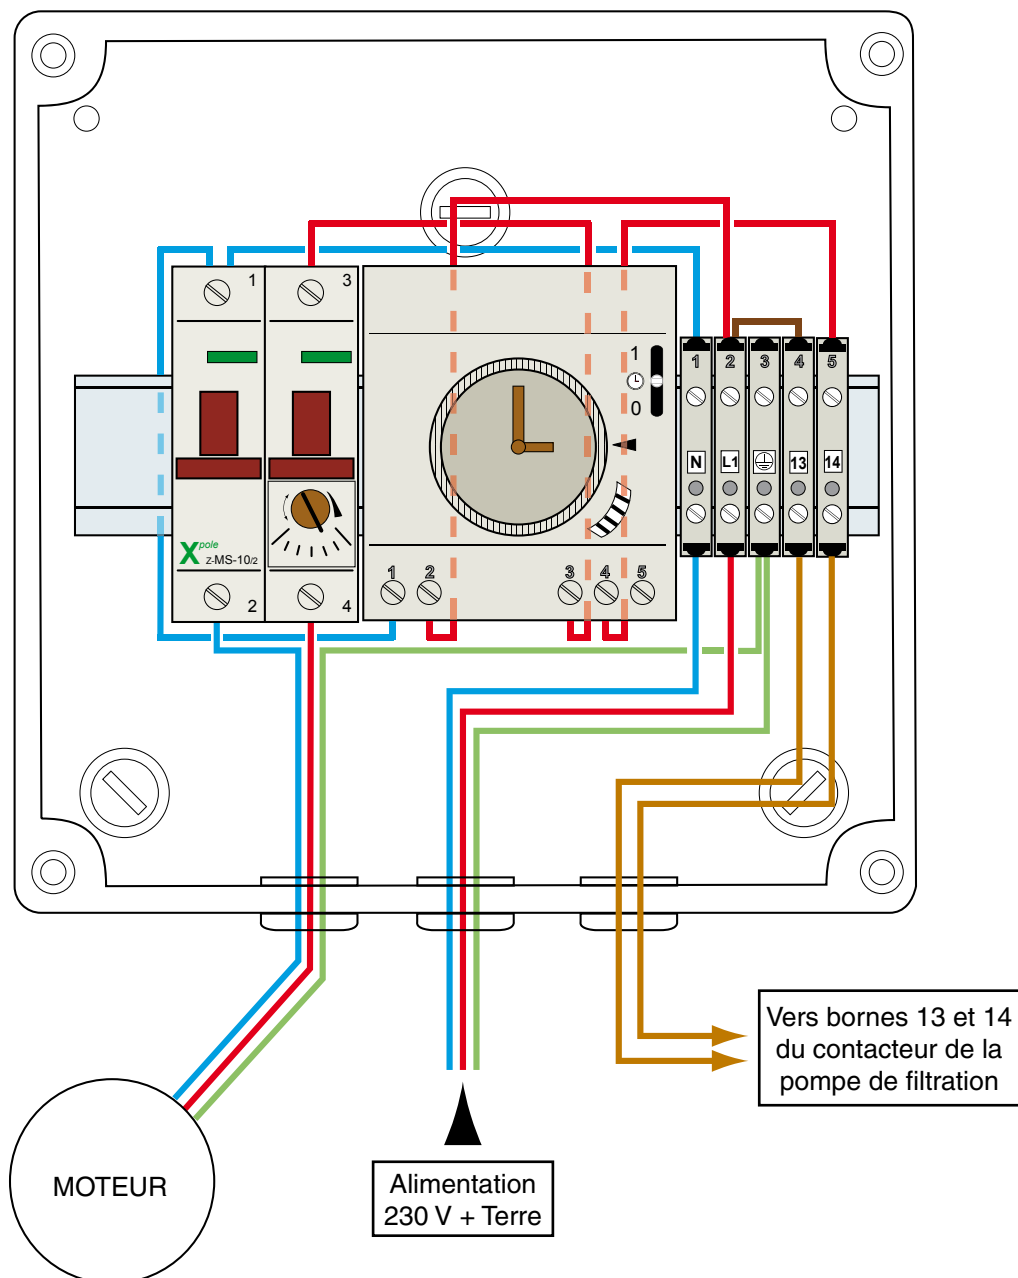 1
3
1
0
1
2
3
4
5
N
L1
13
14
Xpole
Z-MS-10/2
2
4
1
2
3
4
5
MOTEUR
Alimentation
230 V + Terre
Vers bornes 13 et 14
du contacteur de la
pompe de filtration